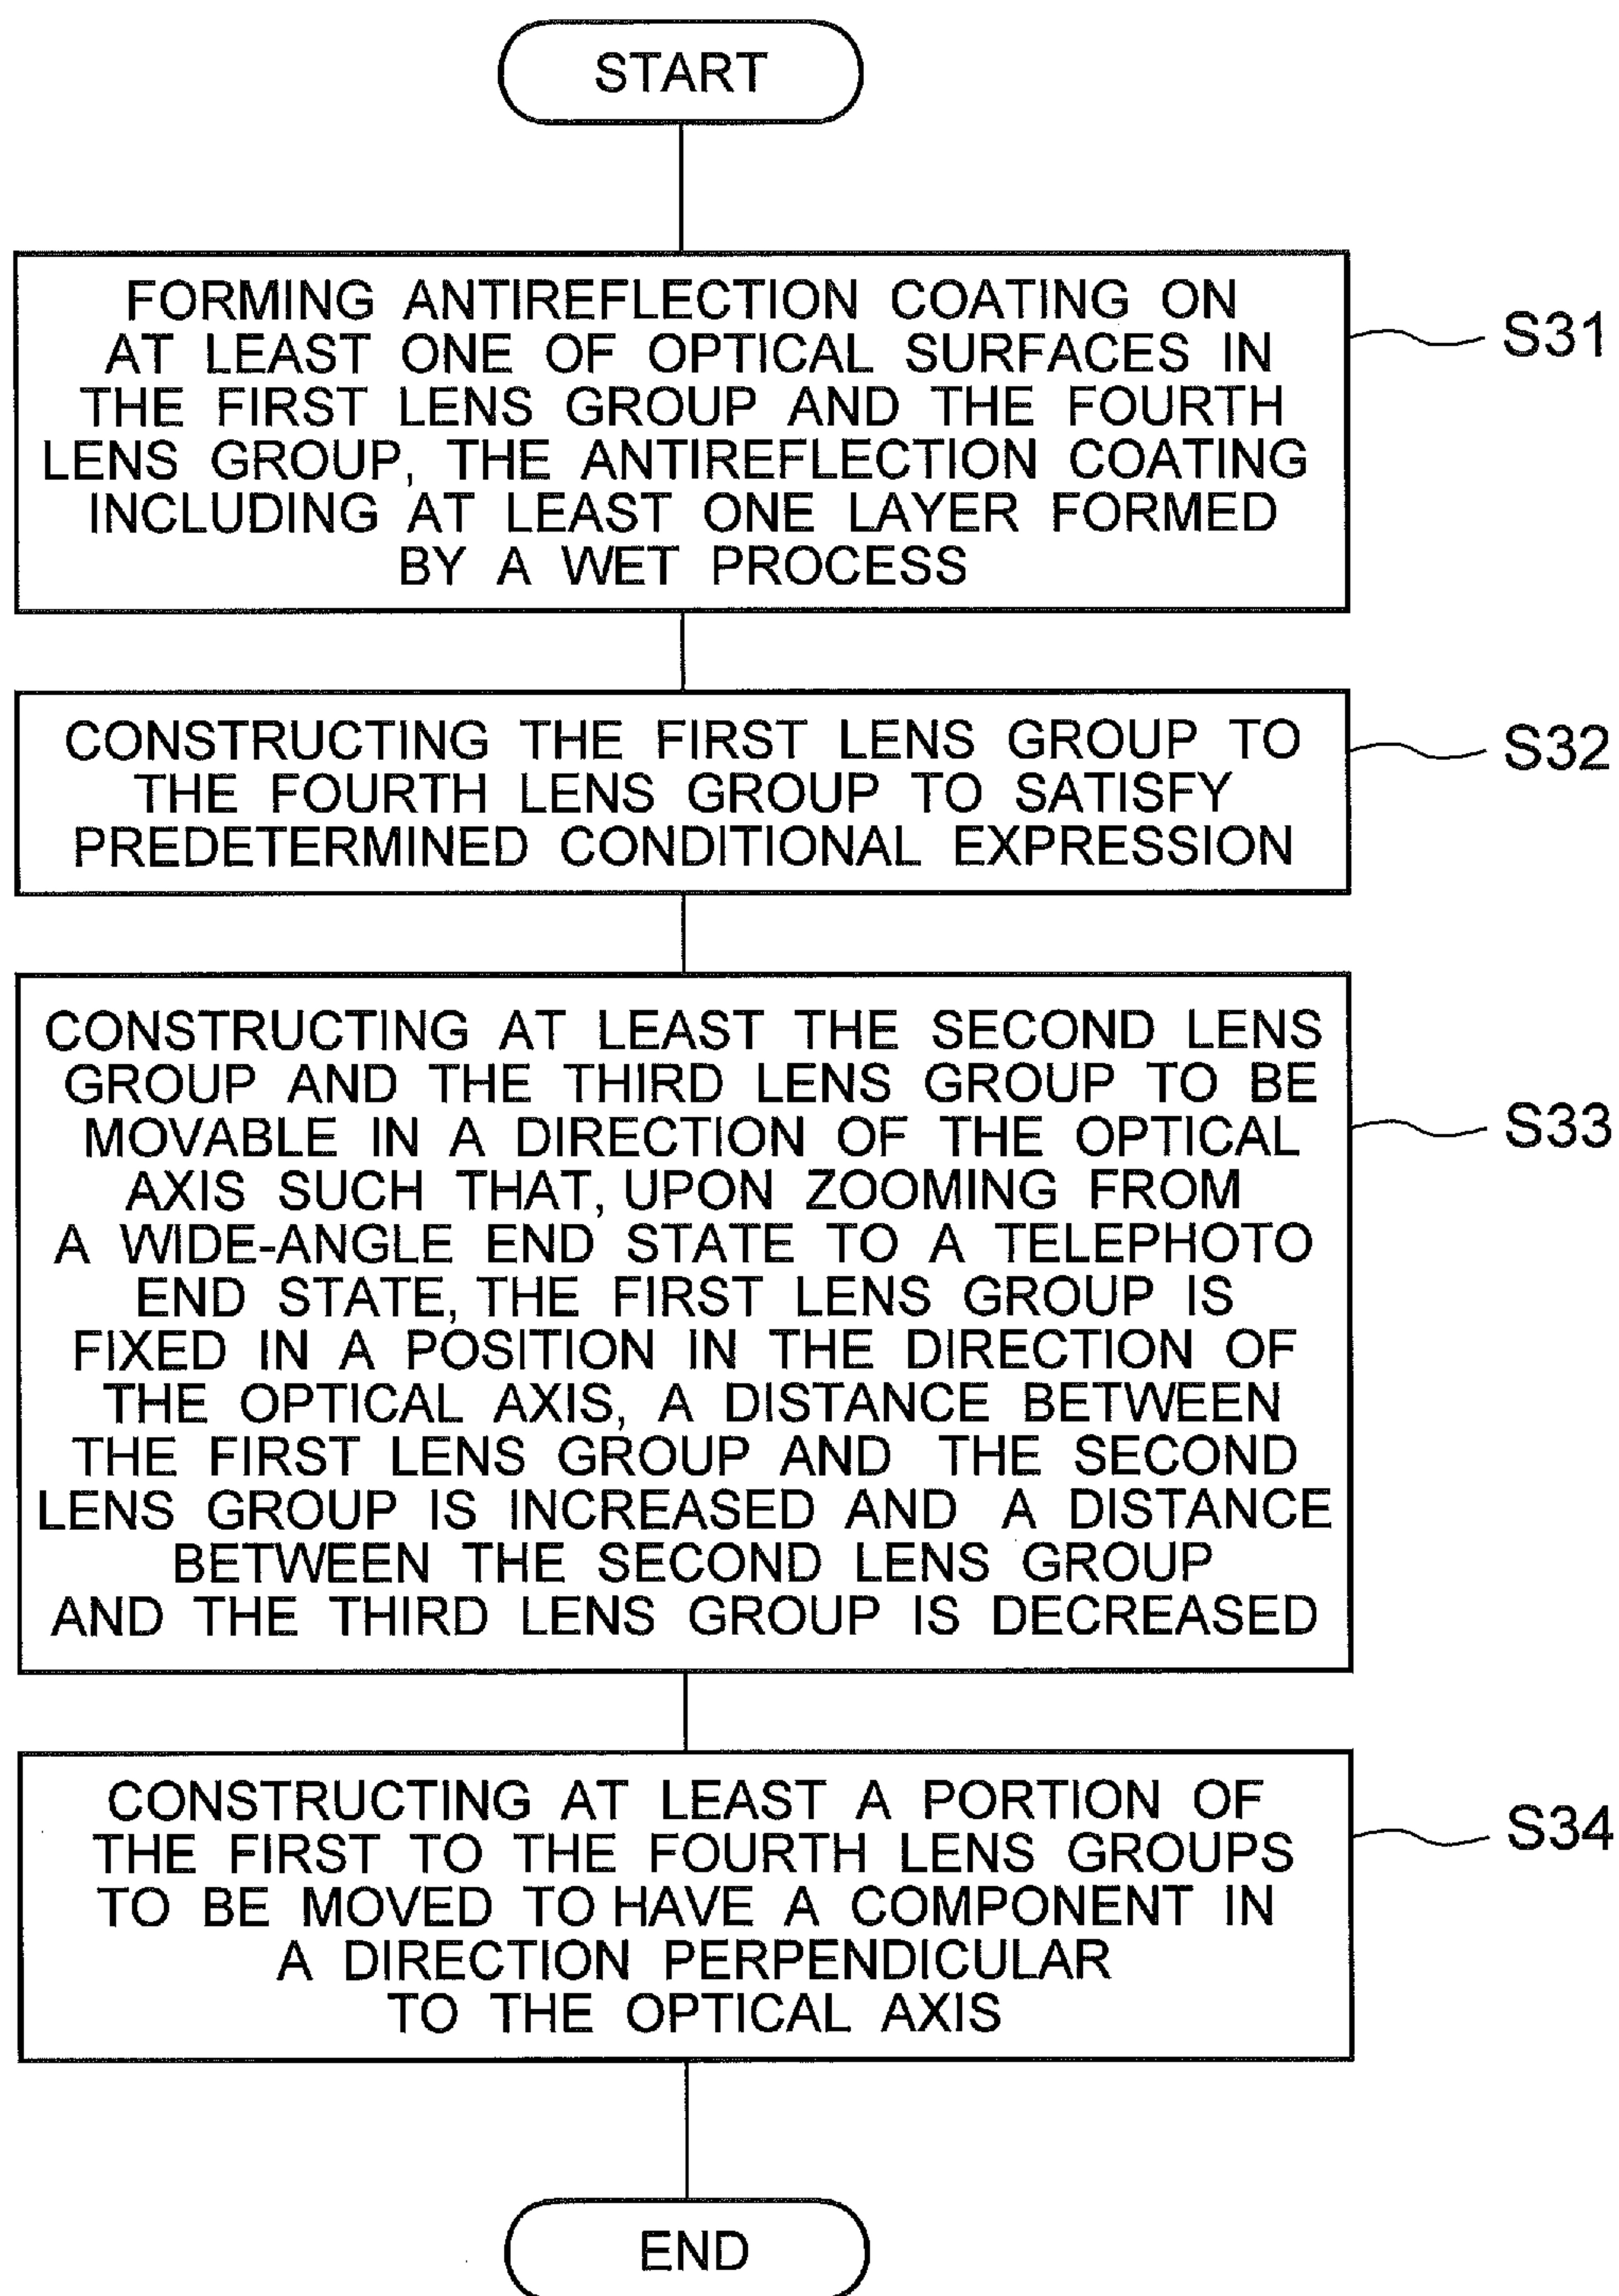 START
FORMING ANTIREFLECTION COATING ON
AT LEAST ONE OF OPTICAL SURFACES IN
THE FIRST LENS GROUP AND THE FOURTH
LENS GROUP, THE ANTIREFLECTION COATING
INCLUDING AT LEAST ONE LAYER FORMED
BY A WET PROCESS
S31
CONSTRUCTING THE FIRST LENS GROUP TO
THE FOURTH LENS GROUP TO SATISFY
PREDETERMINED CONDITIONAL EXPRESSION
S32
CONSTRUCTING AT LEAST THE SECOND LENS
GROUP AND THE THIRD LENS GROUP TO BE
MOVABLE IN A DIRECTION OF THE OPTICAL
AXIS SUCH THAT, UPON ZOOMING FROM
A WIDE-ANGLE END STATE TO A TELEPHOTO
END STATE, THE FIRST LENS GROUP IS
FIXED IN A POSITION IN THE DIRECTION OF
THE OPTICAL AXIS, A DISTANCE BETWEEN
THE FIRST LENS GROUP AND THE SECOND
LENS GROUP IS INCREASED AND A DISTANCE
BETWEEN THE SECOND LENS GROUP
AND THE THIRD LENS GROUP IS DECREASED
S33
CONSTRUCTING AT LEAST A PORTION OF
THE FIRST TO THE FOURTH LENS GROUPS
TO BE MOVED TO HAVE A COMPONENT IN
A DIRECTION PERPENDICULAR
TO THE OPTICAL AXIS
S34
END